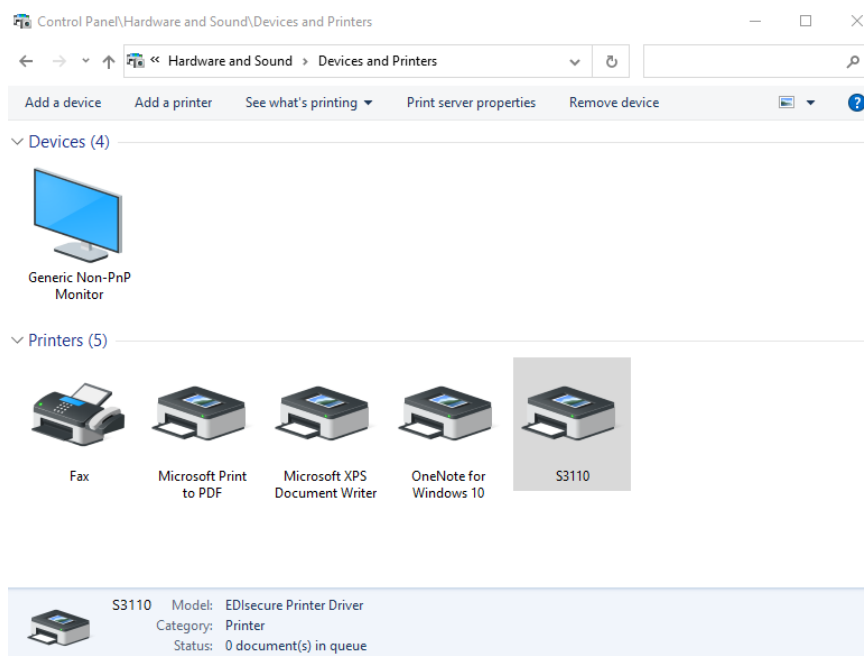 Control Panel\Hardware and Sound\Devices and Printers
« Hardware and Sound > Devices and Printers
Add a device Add a printer See what's printing Print server properties Remove device ?
Devices (4)
Generic Non-PnP
Monitor
Printers (5)
Fax
Microsoft Print
to PDF
Microsoft XPS
Document Writer
OneNote for
Windows 10
S3110
S3110 Model: EDIsecure Printer Driver
Category: Printer
Status: 0 document(s) in queue